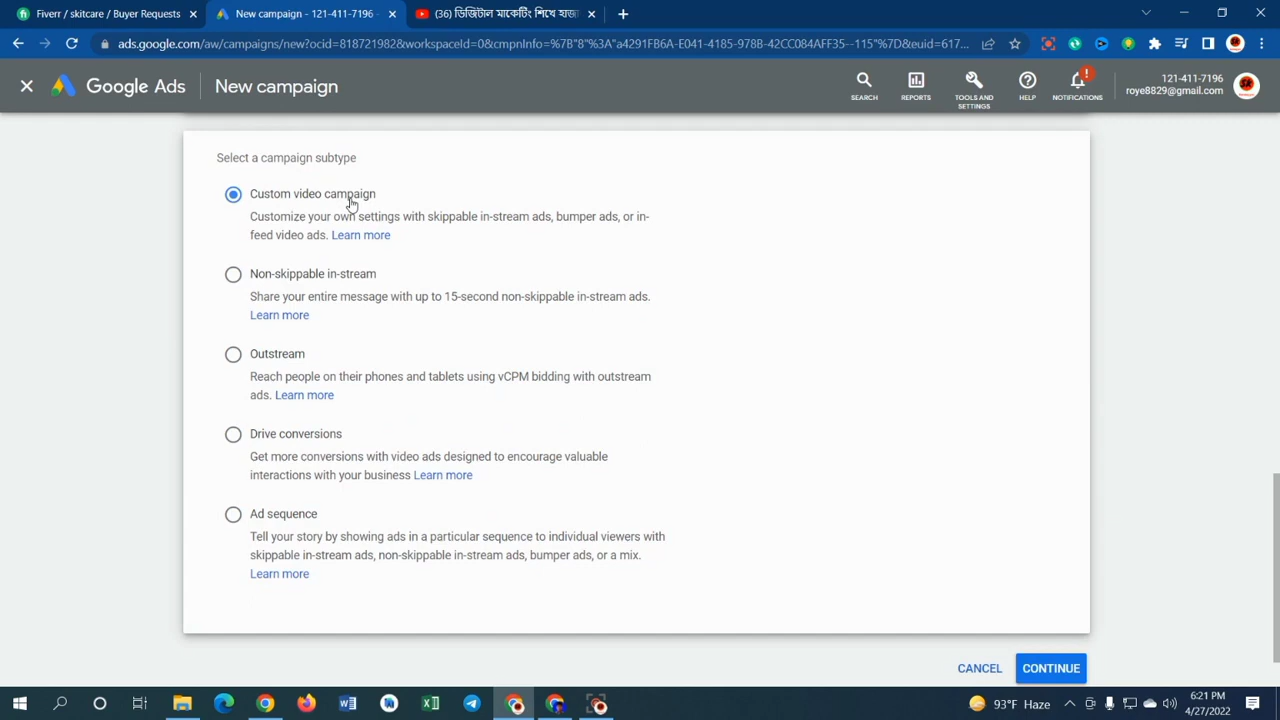 Fiverr / skitcare / Buyer Requests
New campaign - 121-411-7196 -
(36) ডিজিটাল মার্কেটিং শিখে হাজা
ads.google.com/aw/campaigns/new?ocid=818721982&workspaceId=0&cmpnInfo=%7B"8"%3A"a4291FB6A-E041-4185-978B-42CC084AFF35--115"%7D&euid=617...
Google Ads
New campaign
SEARCH
REPORTS
TOOLS AND
SETTINGS
HELP
!
NOTIFICATIONS
121-411-7196
roye8829@gmail.com
Select a campaign subtype
Custom video campaign
Customize your own settings with skippable in-stream ads, bumper ads, or in-
feed video ads. Learn more
Non-skippable in-stream
Share your entire message with up to 15-second non-skippable in-stream ads.
Learn more
Outstream
Reach people on their phones and tablets using vCPM bidding with outstream
ads. Learn more
Drive conversions
Get more conversions with video ads designed to encourage valuable
interactions with your business Learn more
Ad sequence
Tell your story by showing ads in a particular sequence to individual viewers with
skippable in-stream ads, non-skippable in-stream ads, bumper ads, or a mix.
Learn more
CANCEL
CONTINUE
93°F Haze
6:21 PM
4/27/2022